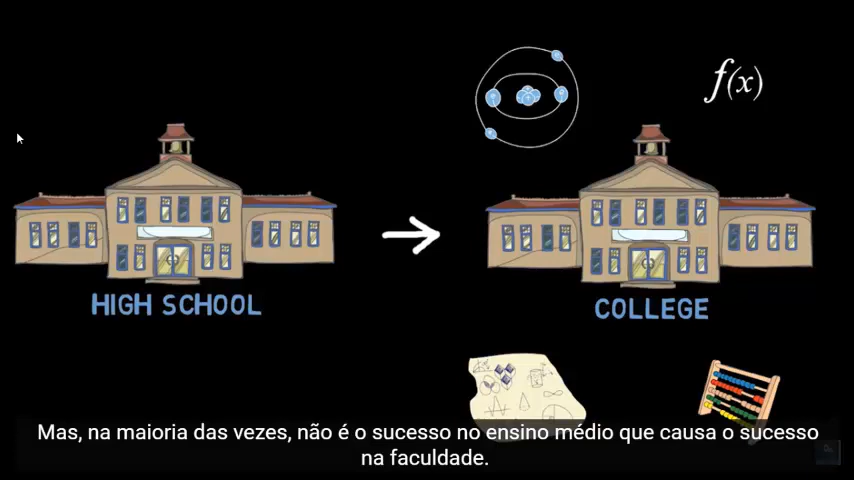 f(x)
HIGH SCHOOL
COLLEGE
Mas, na maioria das vezes, não é o sucesso no ensino médio que causa o sucesso
na faculdade.